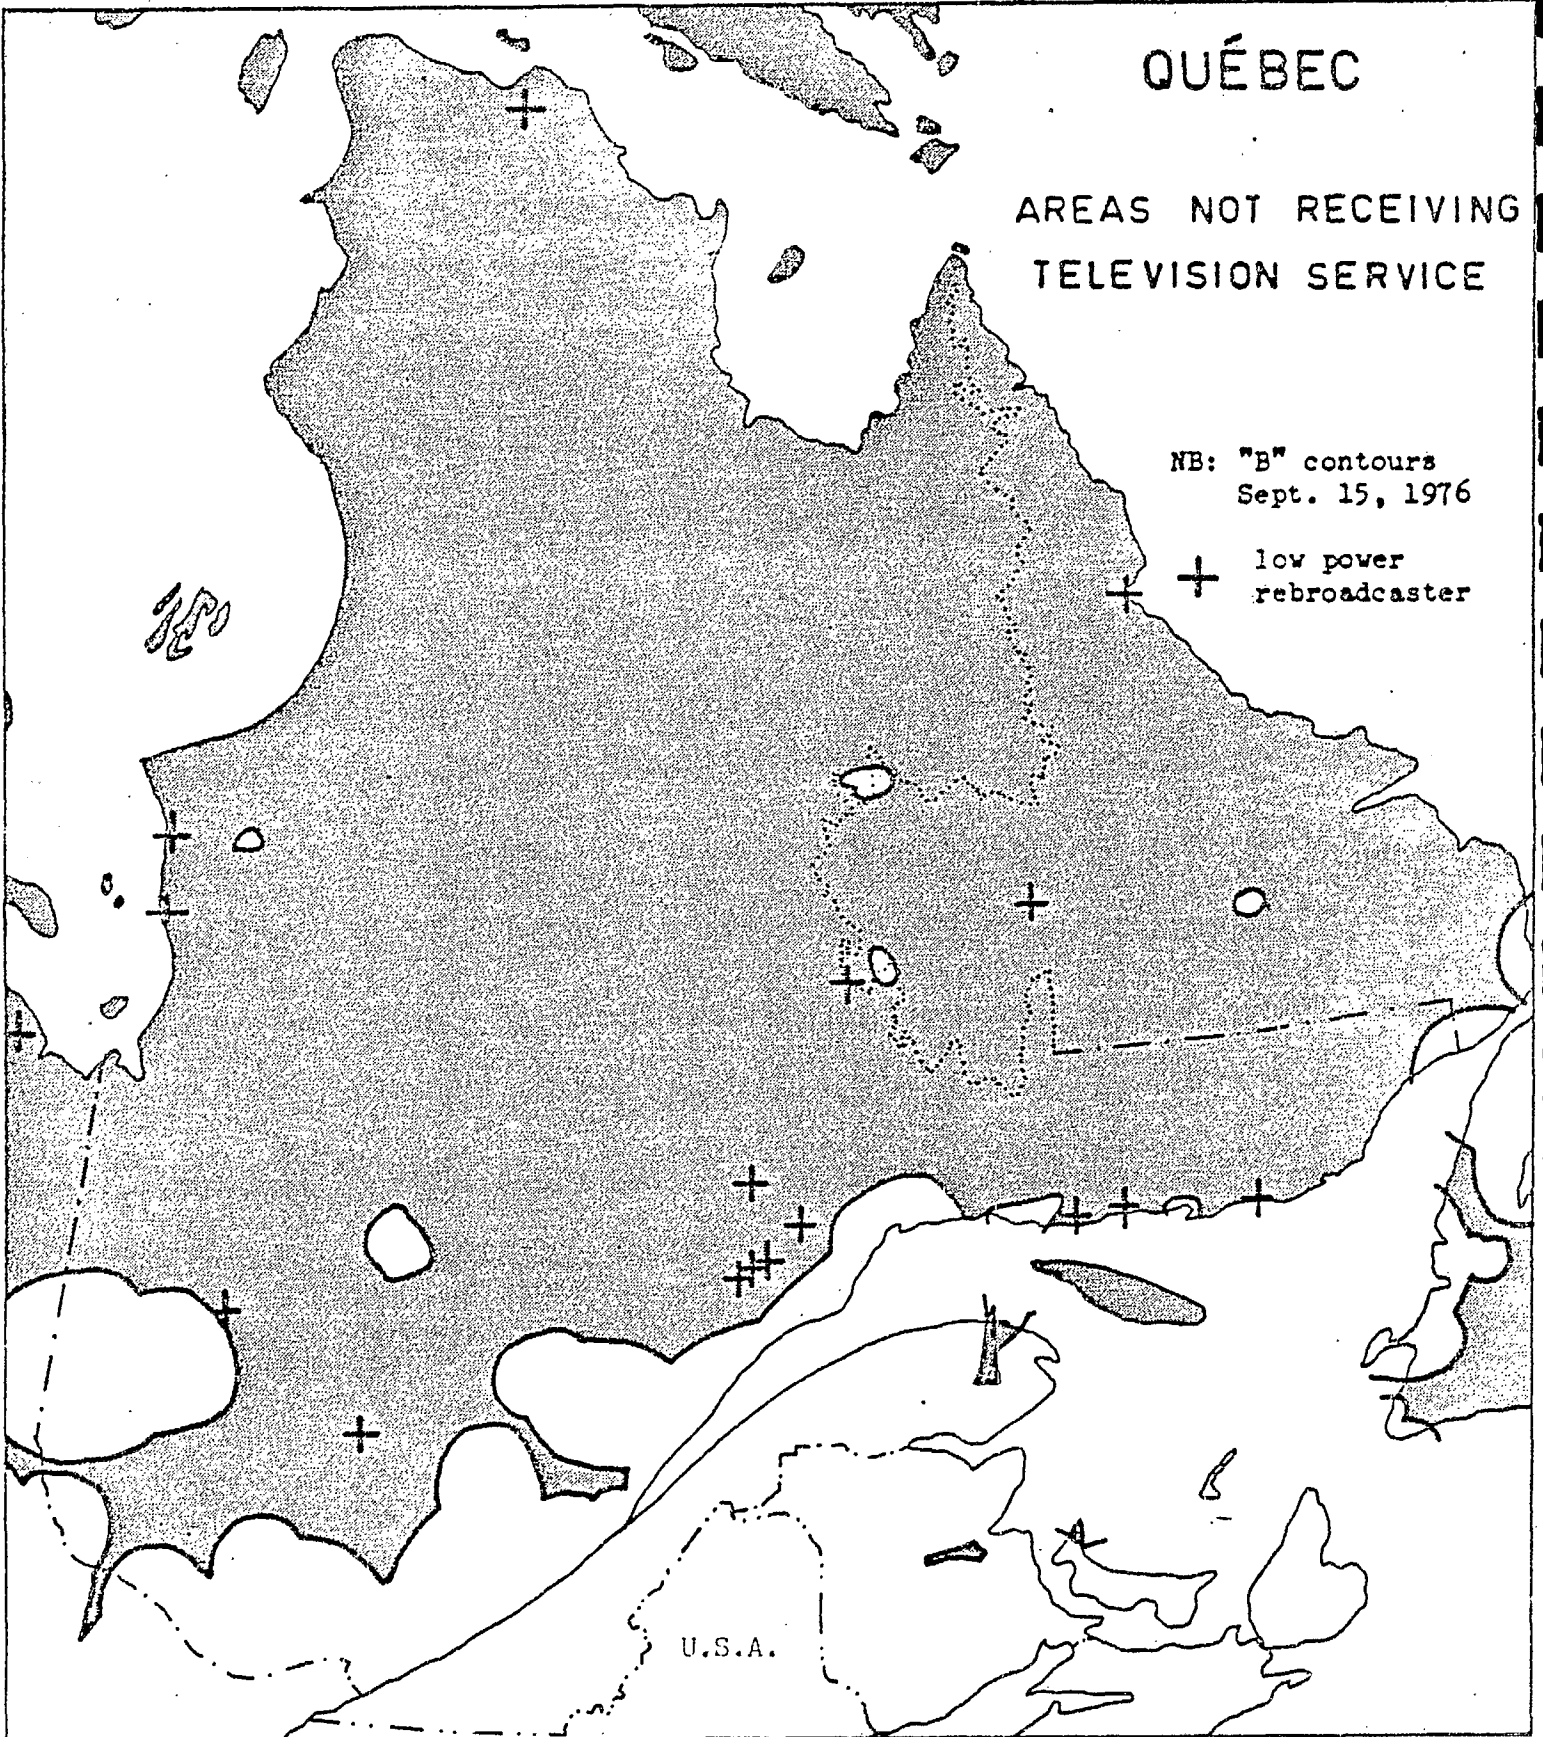 QUÉBEC
AREAS NOT RECEIVING
TELEVISION SERVICE
NB: "B" contours
Sept. 15, 1976
low power
rebroadcaster
U.S.A.